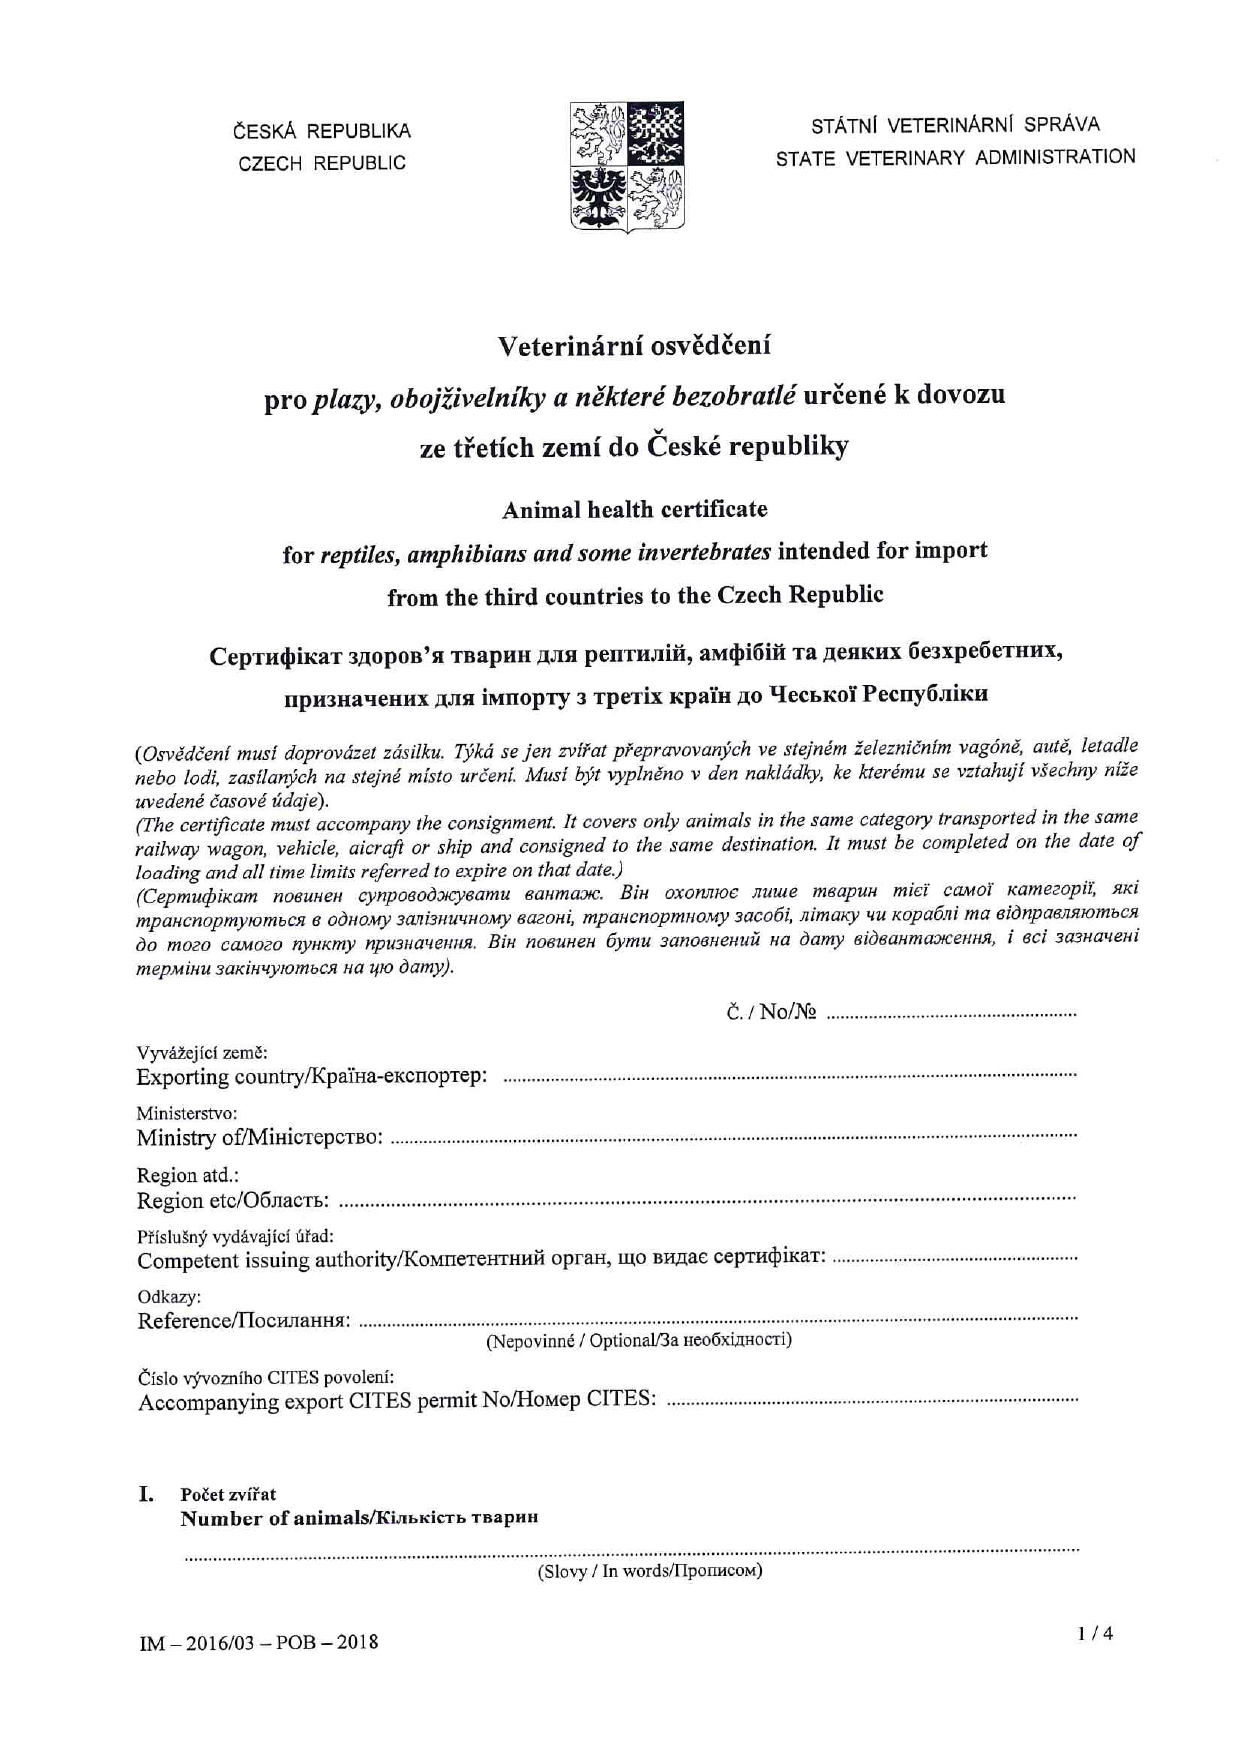 ČESKÁ REPUBLIKA
CZECH REPUBLIC
STÁTNÍ VETERINÁRNÍ SPRÁVA
STATE VETERINARY ADMINISTRATION
Veterinární osvědčení
pro plazy, obojživelníky a některé bezobratlé určené k dovozu
ze třetích zemí do České republiky
Animal health certificate
for reptiles, amphibians and some invertebrates intended for import
from the third countries to the Czech Republic
Сертифікат здоров’я тварин для рептилій, амфібій та деяких безхребетних,
призначених для імпорту з третіх країн до Чеської Республіки
(Osvědčení musí doprovázet zásilku. Týká se jen zvířat přepravovaných ve stejném železničním vagóně, autě, letadle
nebo lodi, zasílaných na stejné místo určení. Musí být vyplněno v den nakládky, ke kterému se vztahují všechny níže
uvedené časové údaje).
(The certificate must accompany the consignment. It covers only animals in the same category transported in the same
railway wagon, vehicle, aicraft or ship and consigned to the same destination. It must be completed on the date of
loading and all time limits referred to expire on that date.)
(Сертифікат повинен супроводжувати вантаж. Він охоплює лише тварин тієї самої категорії, які
транспортуються в одному залізничному вагоні, транспортному засобі, літаку чи кораблі та відправляються
до того самого пункту призначення. Він повинен бути заповнений на дату відвантаження, і всі зазначені
терміни закінчуються на цю дату).
Č. / No/№ ..................................................
Vyvážející země:
Exporting country/Країна-експортер: ..................................................
Ministerstvo:
Ministry of/Міністерство: ..................................................
Region atd.:
Region etc/Область: ..................................................
Příslušný vydávající úřad:
Competent issuing authority/Компетентний орган, що видає сертифікат: ..................................................
Odkazy:
Reference/Посилання: ..................................................
(Nepovinné / Optional/За необхідності)
Číslo vývozního CITES povolení:
Accompanying export CITES permit No/Номер CITES: ..................................................
I. Počet zvířat
Number of animals/Кількість тварин
..................................................
(Slovy / In words/Прописом)
IM – 2016/03 – POB – 2018
1 / 4